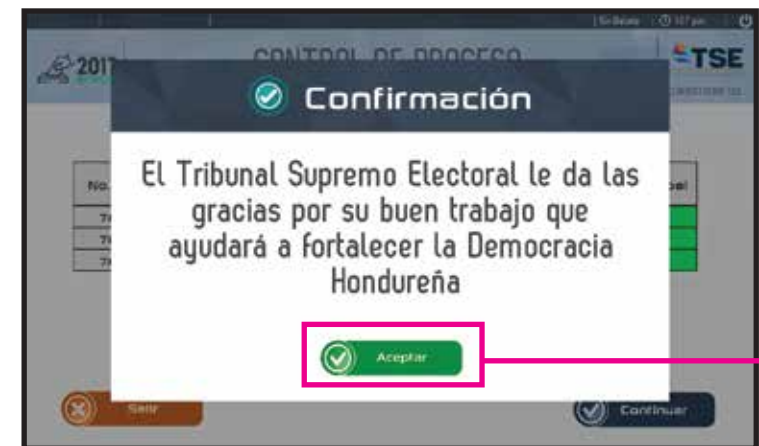 2017
CONTROL DE PROCESO
TSE
Confirmación
No.
El Tribunal Supremo Electoral le da las
gracias por su buen trabajo que
ayudará a fortalecer la Democracia
Hondureña
Aceptar
Salir
Continuar